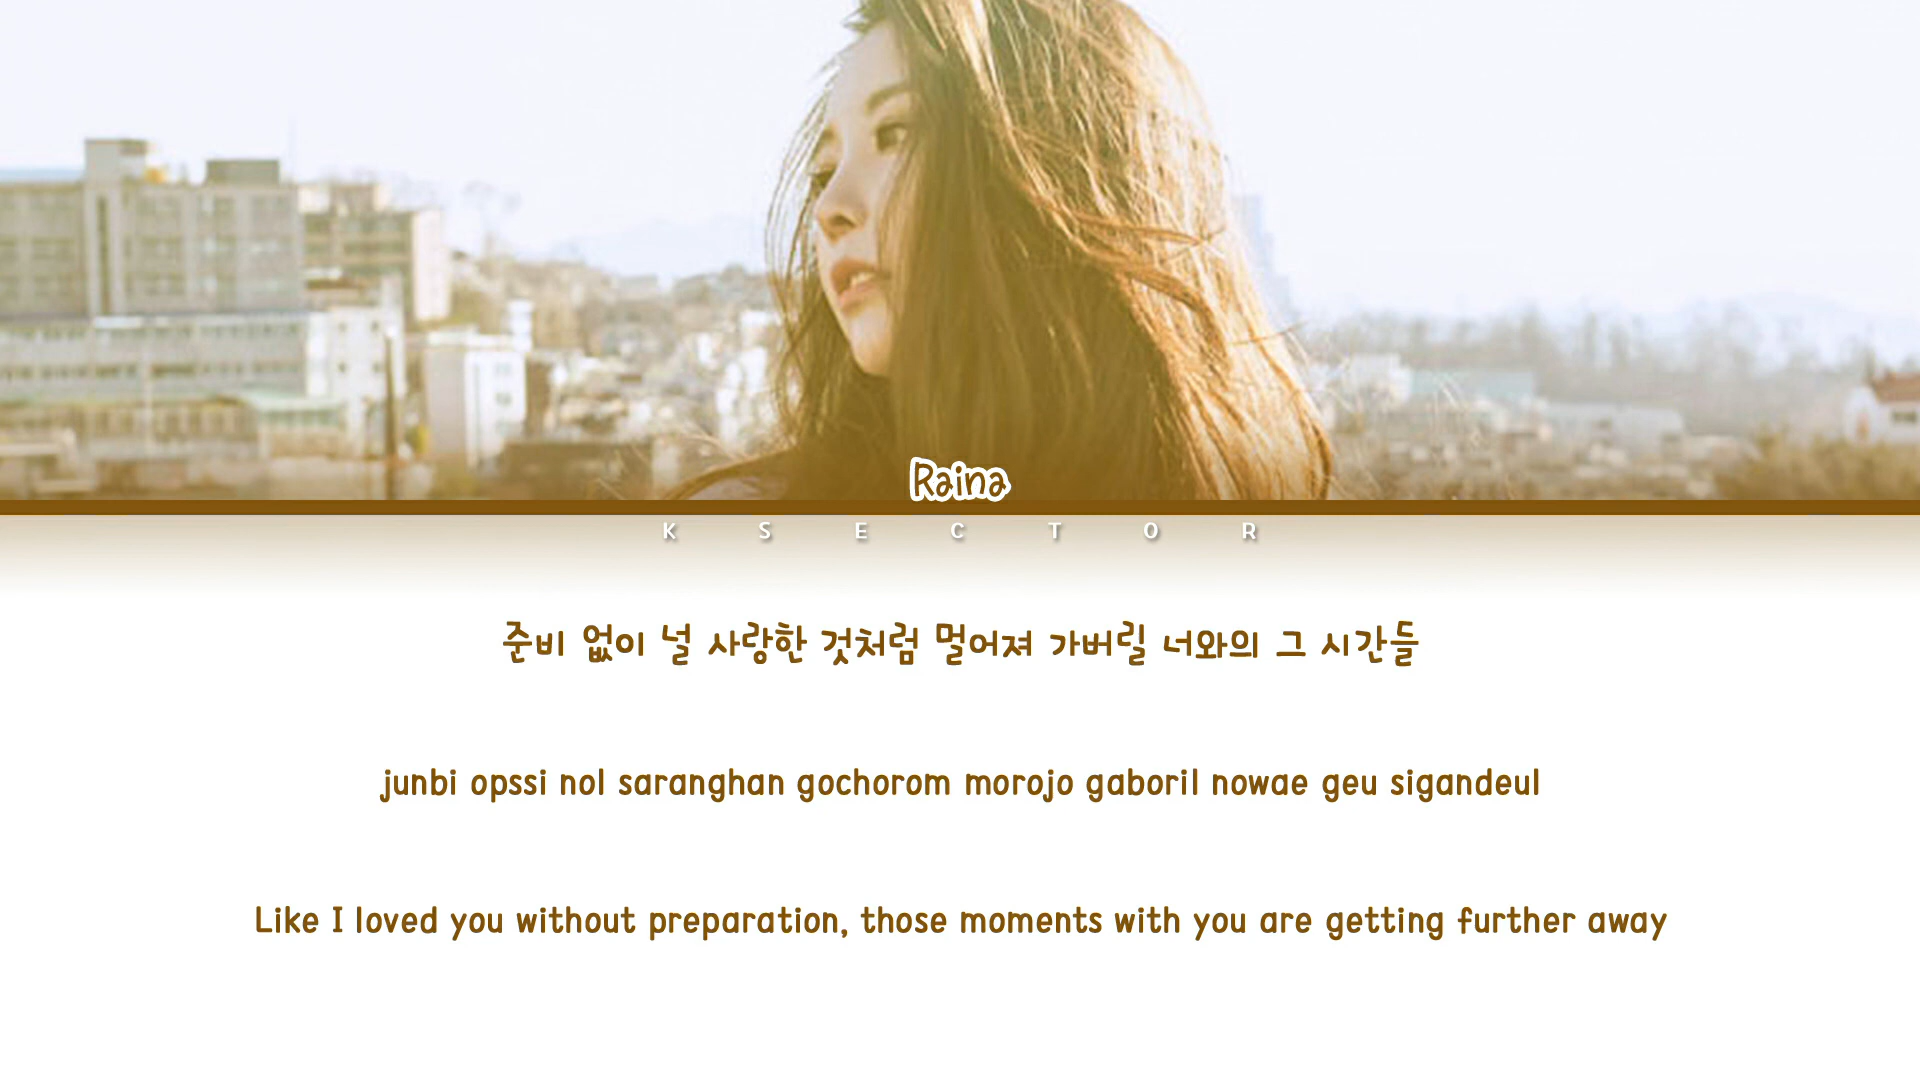 Raina
K S E C T O R
준비 없이 널 사랑한 것처럼 멀어져 가버릴 너와의 그 시간들
junbi opssi nol saranghan gochorom morojo gaboril nowae geu sigandeul
Like I loved you without preparation, those moments with you are getting further away